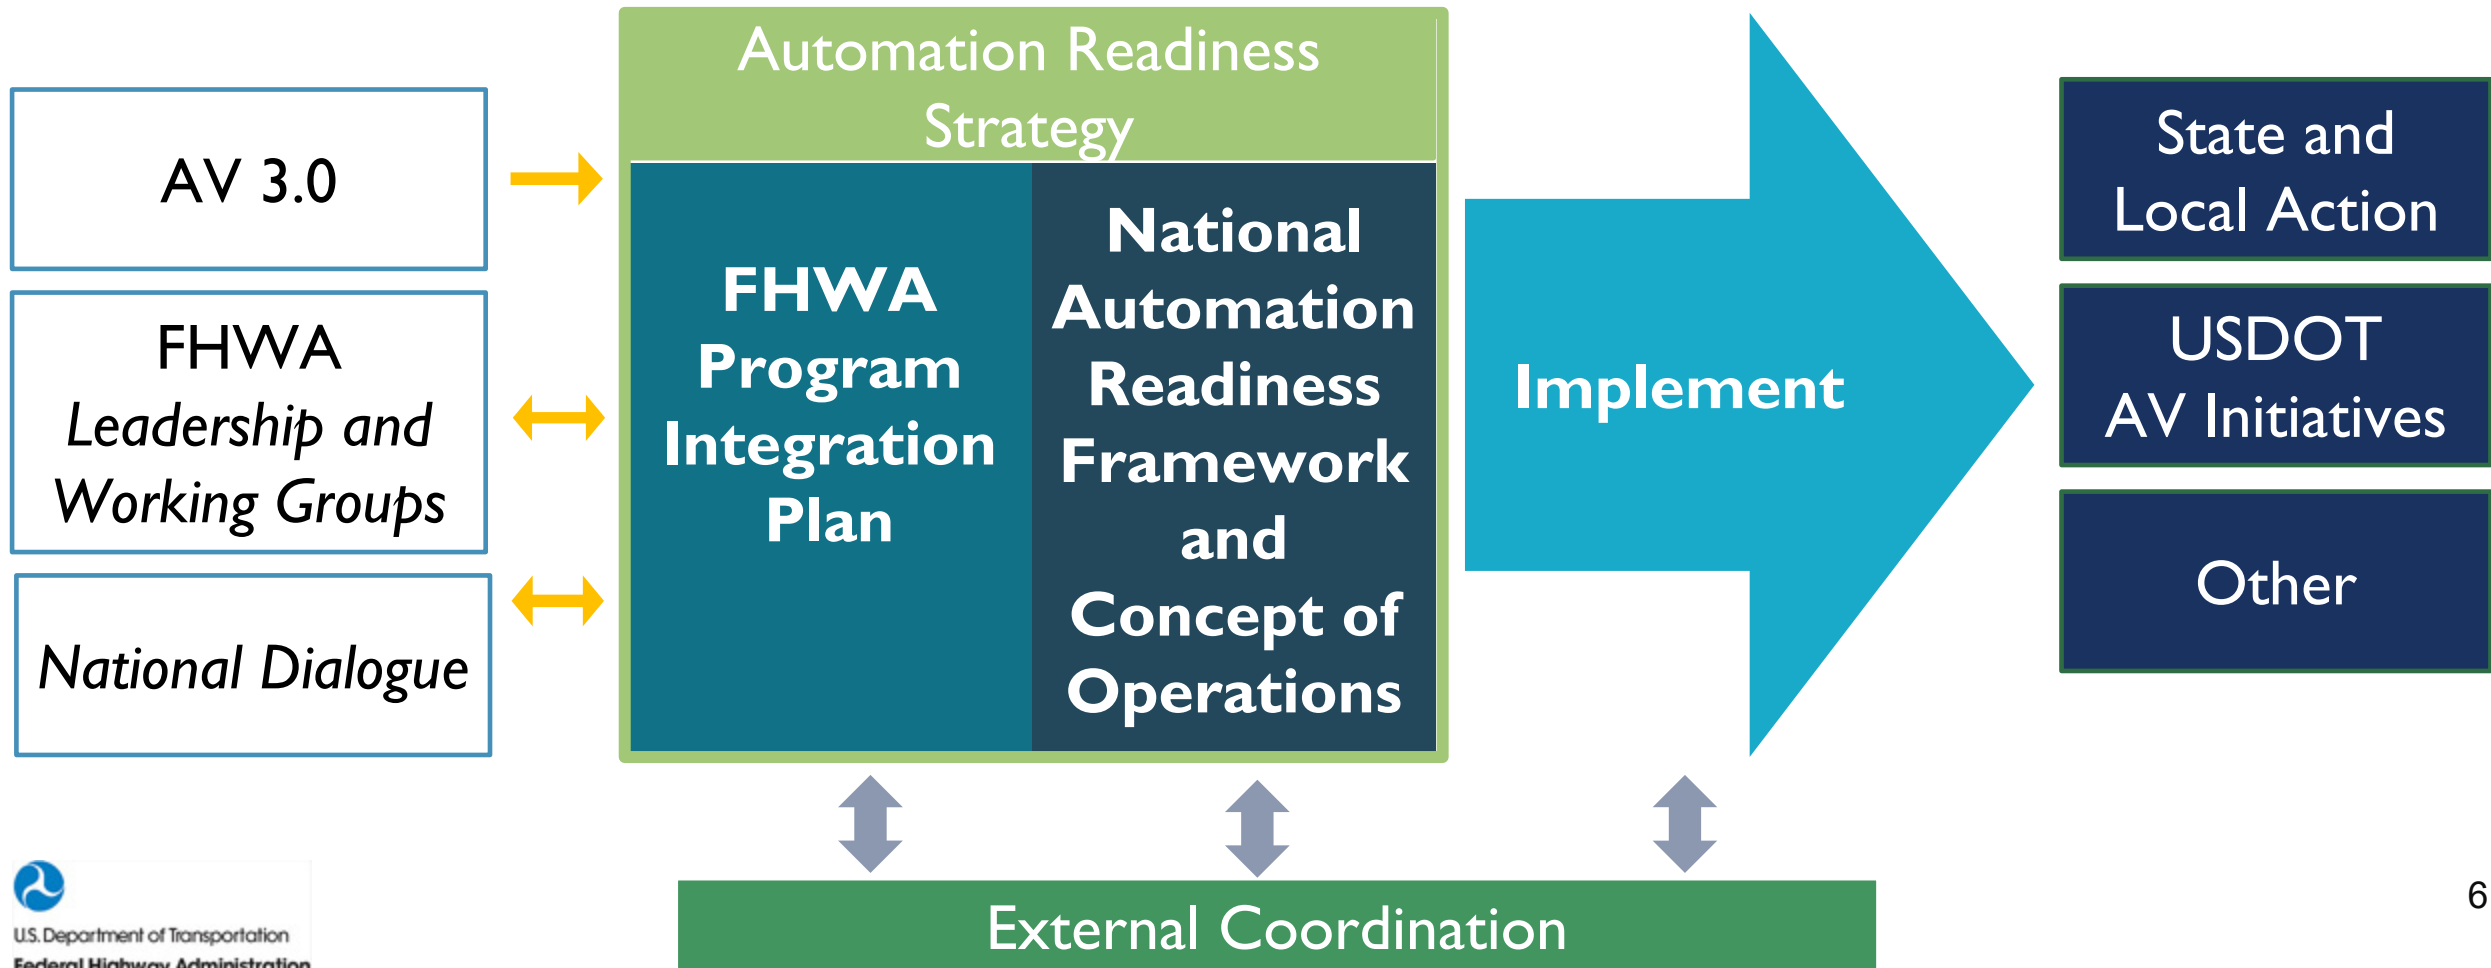 Automation Readiness
Strategy
AV 3.0
FHWA
Leadership and
Working Groups
National Dialogue
FHWA
Program
Integration
Plan
National
Automation
Readiness
Framework
and
Concept of
Operations
Implement
State and
Local Action
USDOT
AV Initiatives
Other
External Coordination
U.S. Department of Transportation
Federal Highway Administration
6